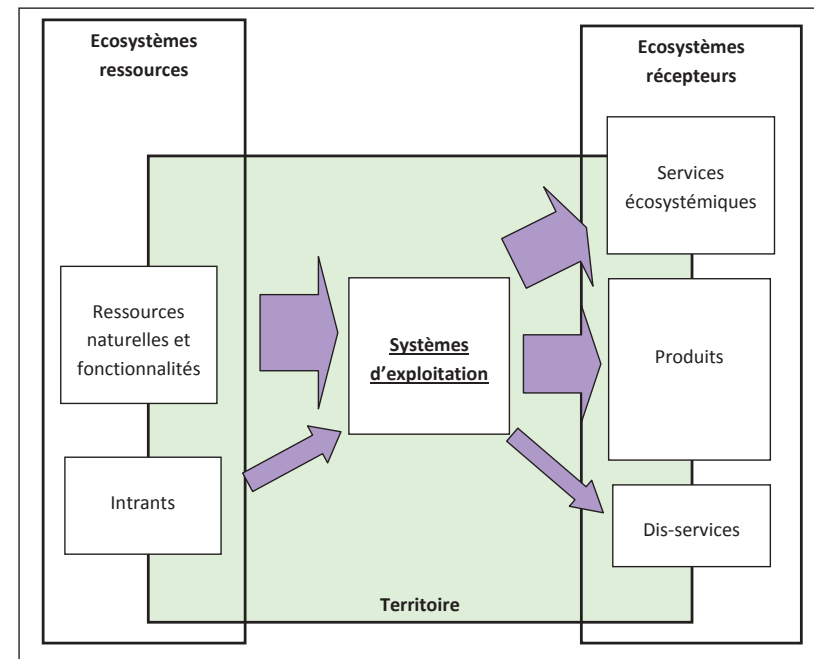 Ecosystèmes
ressources
Ecosystèmes
récepteurs
Services
écosystémiques
Ressources
naturelles et
fonctionnalités
Systèmes
d’exploitation
Produits
Intrants
Dis-services
Territoire